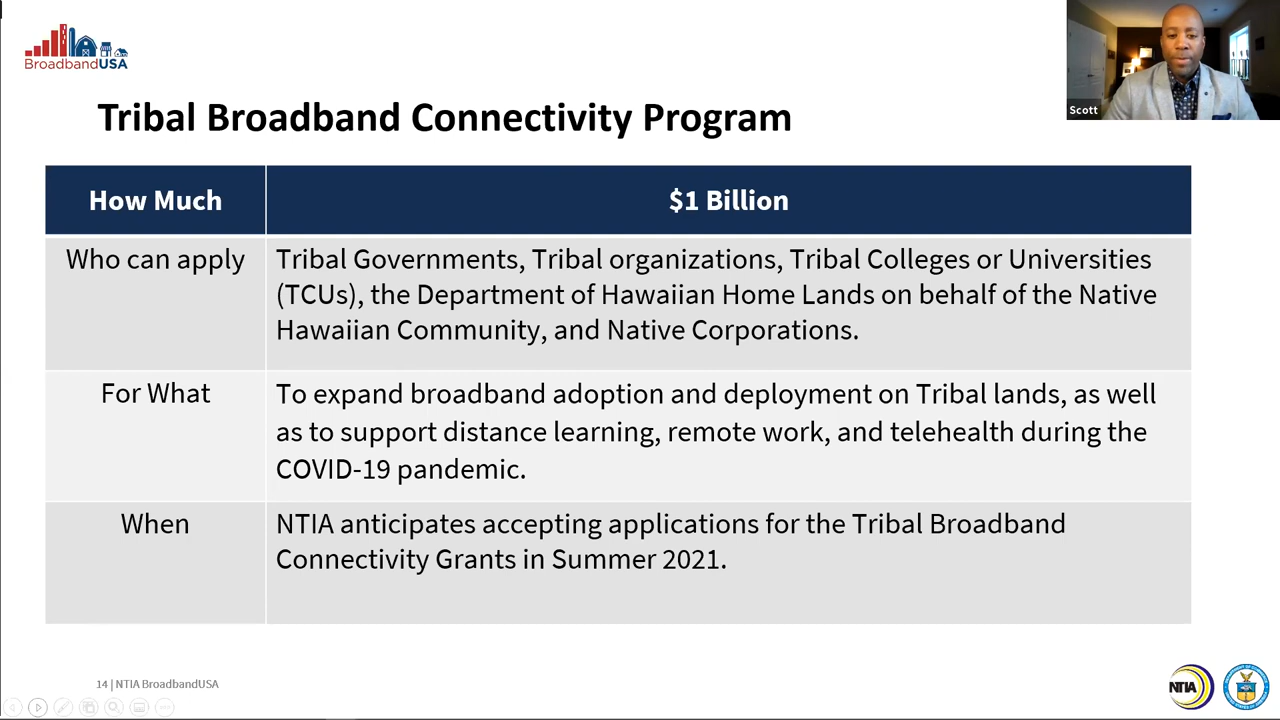 BroadbandUSA
Scott
Tribal Broadband Connectivity Program
How Much
$1 Billion
Who can apply
Tribal Governments, Tribal organizations, Tribal Colleges or Universities
(TCUs), the Department of Hawaiian Home Lands on behalf of the Native
Hawaiian Community, and Native Corporations.
For What
To expand broadband adoption and deployment on Tribal lands, as well
as to support distance learning, remote work, and telehealth during the
COVID-19 pandemic.
When
NTIA anticipates accepting applications for the Tribal Broadband
Connectivity Grants in Summer 2021.
14 | NTIA BroadbandUSA
NTIA